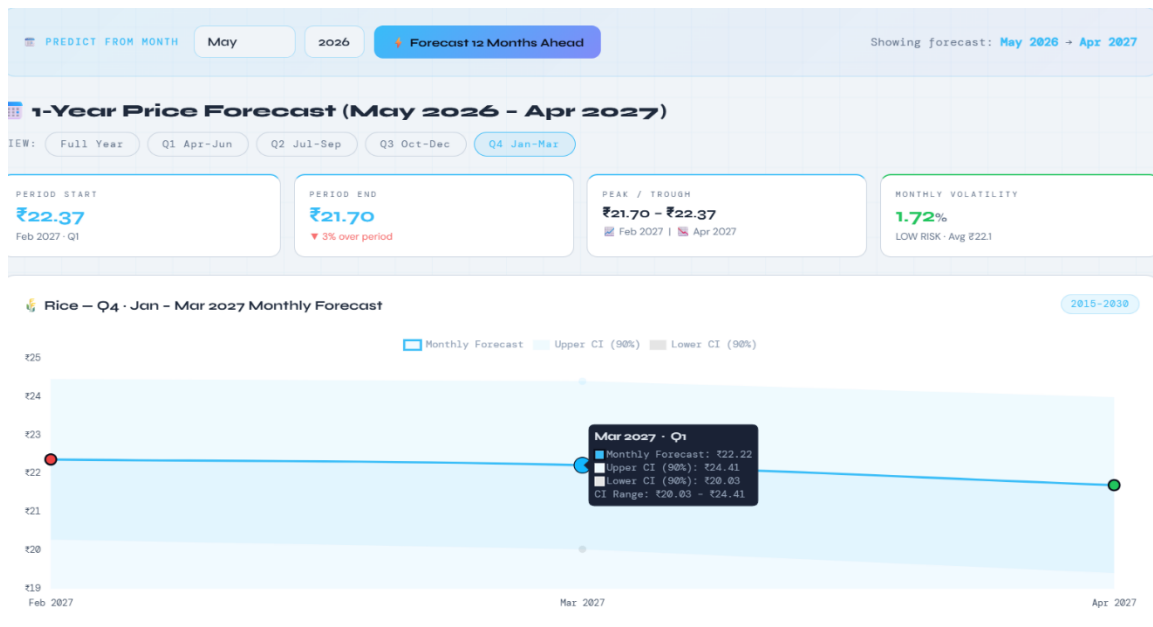 PREDICT FROM MONTH May 2026 Forecast 12 Months Ahead Showing forecast: May 2026 → Apr 2027
1-Year Price Forecast (May 2026 – Apr 2027)
IEW: Full Year Q1 Apr-Jun Q2 Jul-Sep Q3 Oct-Dec Q4 Jan-Mar
PERIOD START
₹22.37
Feb 2027 · Q1
PERIOD END
₹21.70
▼ 3% over period
PEAK / TROUGH
₹21.70 – ₹22.37
Feb 2027 | Apr 2027
MONTHLY VOLATILITY
1.72%
LOW RISK · Avg ₹22.1
Rice — Q4 · Jan – Mar 2027 Monthly Forecast 2015-2030
Monthly Forecast Upper CI (90%) Lower CI (90%)
₹25
₹24
₹23
₹22
₹21
₹20
₹19
Mar 2027 · Q1
Monthly Forecast: ₹22.22
Upper CI (90%): ₹24.41
Lower CI (90%): ₹20.03
CI Range: ₹20.03 – ₹24.41
Feb 2027 Mar 2027 Apr 2027